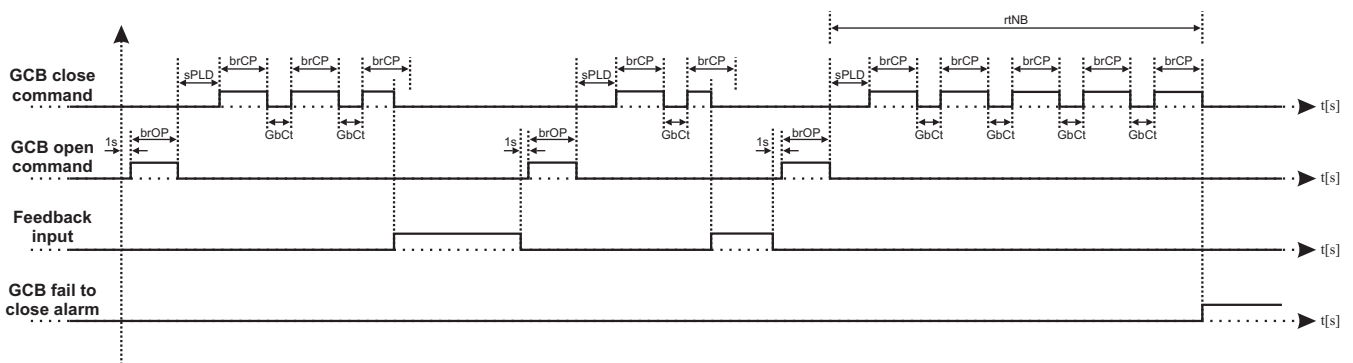 rtNB
brCP brCP brCP brCP brCP brCP brCP brCP brCP brCP
GCB close
command
sPLD sPLD sPLD
t[s]
GbCt GbCt GbCt GbCt GbCt GbCt GbCt
GCB open
command
1s brOP 1s brOP 1s brOP
t[s]
Feedback
input
t[s]
GCB fail to
close alarm
t[s]